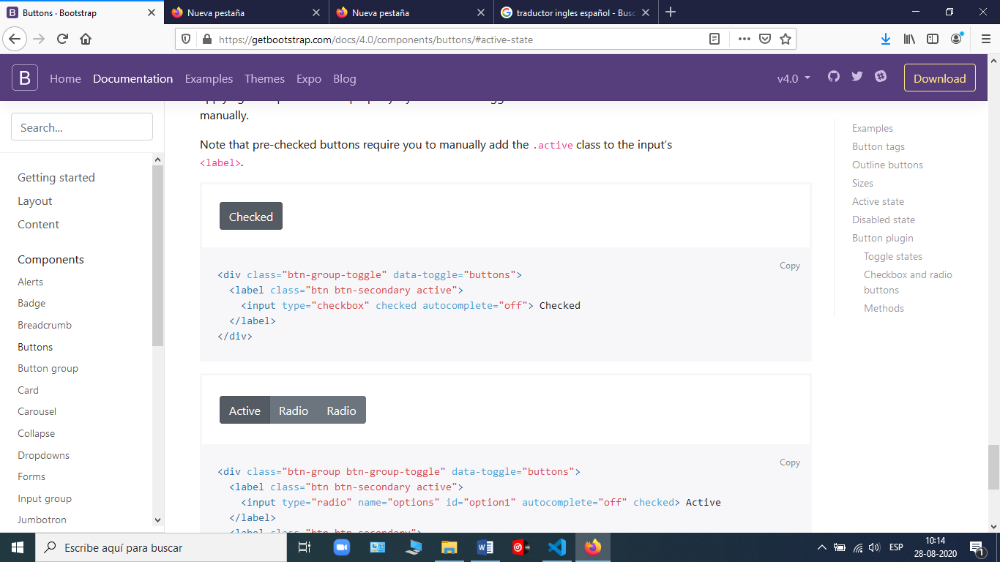 Buttons · Bootstrap
Nueva pestaña
Nueva pestaña
traductor ingles español - Busc
https://getbootstrap.com/docs/4.0/components/buttons/#active-state
B
Home
Documentation
Examples
Themes
Expo
Blog
v4.0
Download
Search...
Getting started
Layout
Content
Components
Alerts
Badge
Breadcrumb
Buttons
Button group
Card
Carousel
Collapse
Dropdowns
Forms
Input group
Jumbotron
manually.
Note that pre-checked buttons require you to manually add the .active class to the input’s
<label>.
Checked
Copy
<div class="btn-group-toggle" data-toggle="buttons">
<label class="btn btn-secondary active">
<input type="checkbox" checked autocomplete="off"> Checked
</label>
</div>
Active
Radio
Radio
Copy
<div class="btn-group btn-group-toggle" data-toggle="buttons">
<label class="btn btn-secondary active">
<input type="radio" name="options" id="option1" autocomplete="off" checked> Active
</label>
<label class="btn btn-secondary">
Examples
Button tags
Outline buttons
Sizes
Active state
Disabled state
Button plugin
Toggle states
Checkbox and radio
buttons
Methods
Escribe aquí para buscar
ESP
10:14
28-08-2020
1